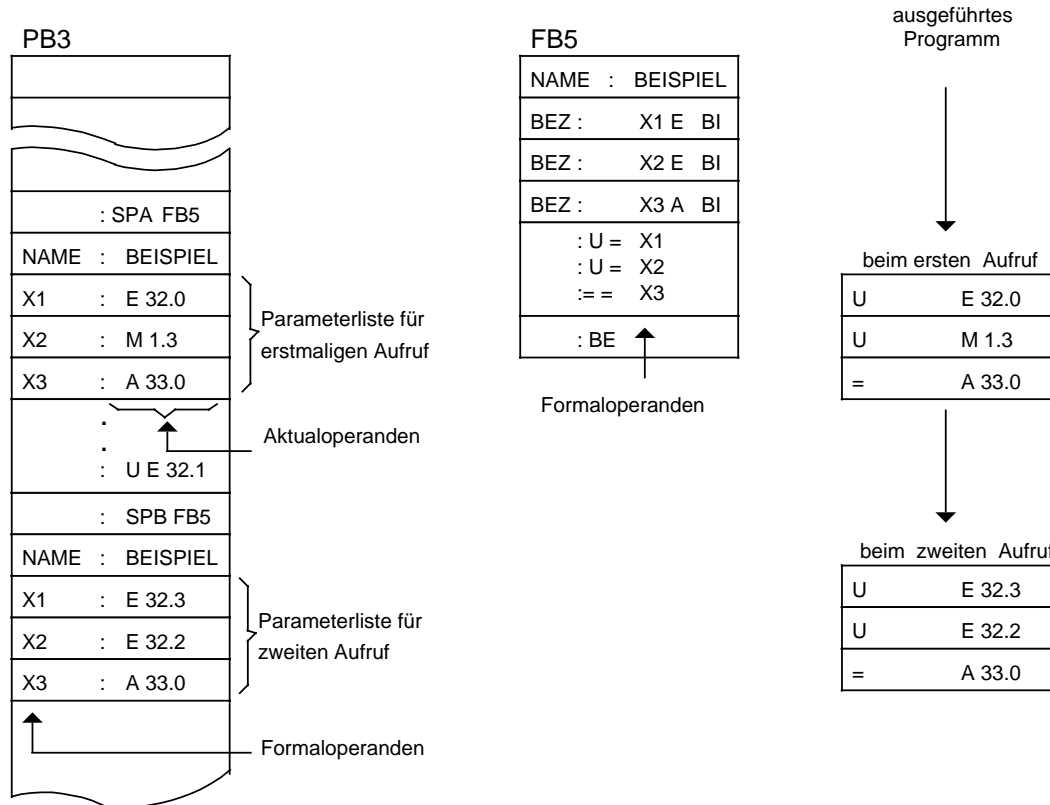 PB3
: SPA FB5
NAME : BEISPIEL
X1 : E 32.0
X2 : M 1.3
X3 : A 33.0
.
.
: U E 32.1
: SPB FB5
NAME : BEISPIEL
X1 : E 32.3
X2 : E 32.2
X3 : A 33.0
Parameterliste für
erstmaligen Aufruf
Aktualoperanden
Parameterliste für
zweiten Aufruf
Formaloperanden
FB5
NAME : BEISPIEL
BEZ : X1 E BI
BEZ : X2 E BI
BEZ : X3 A BI
: U = X1
: U = X2
:= = X3
: BE
Formaloperanden
ausgeführtes
Programm
beim ersten Aufruf
U E 32.0
U M 1.3
= A 33.0
beim zweiten Aufruf
U E 32.3
U E 32.2
= A 33.0